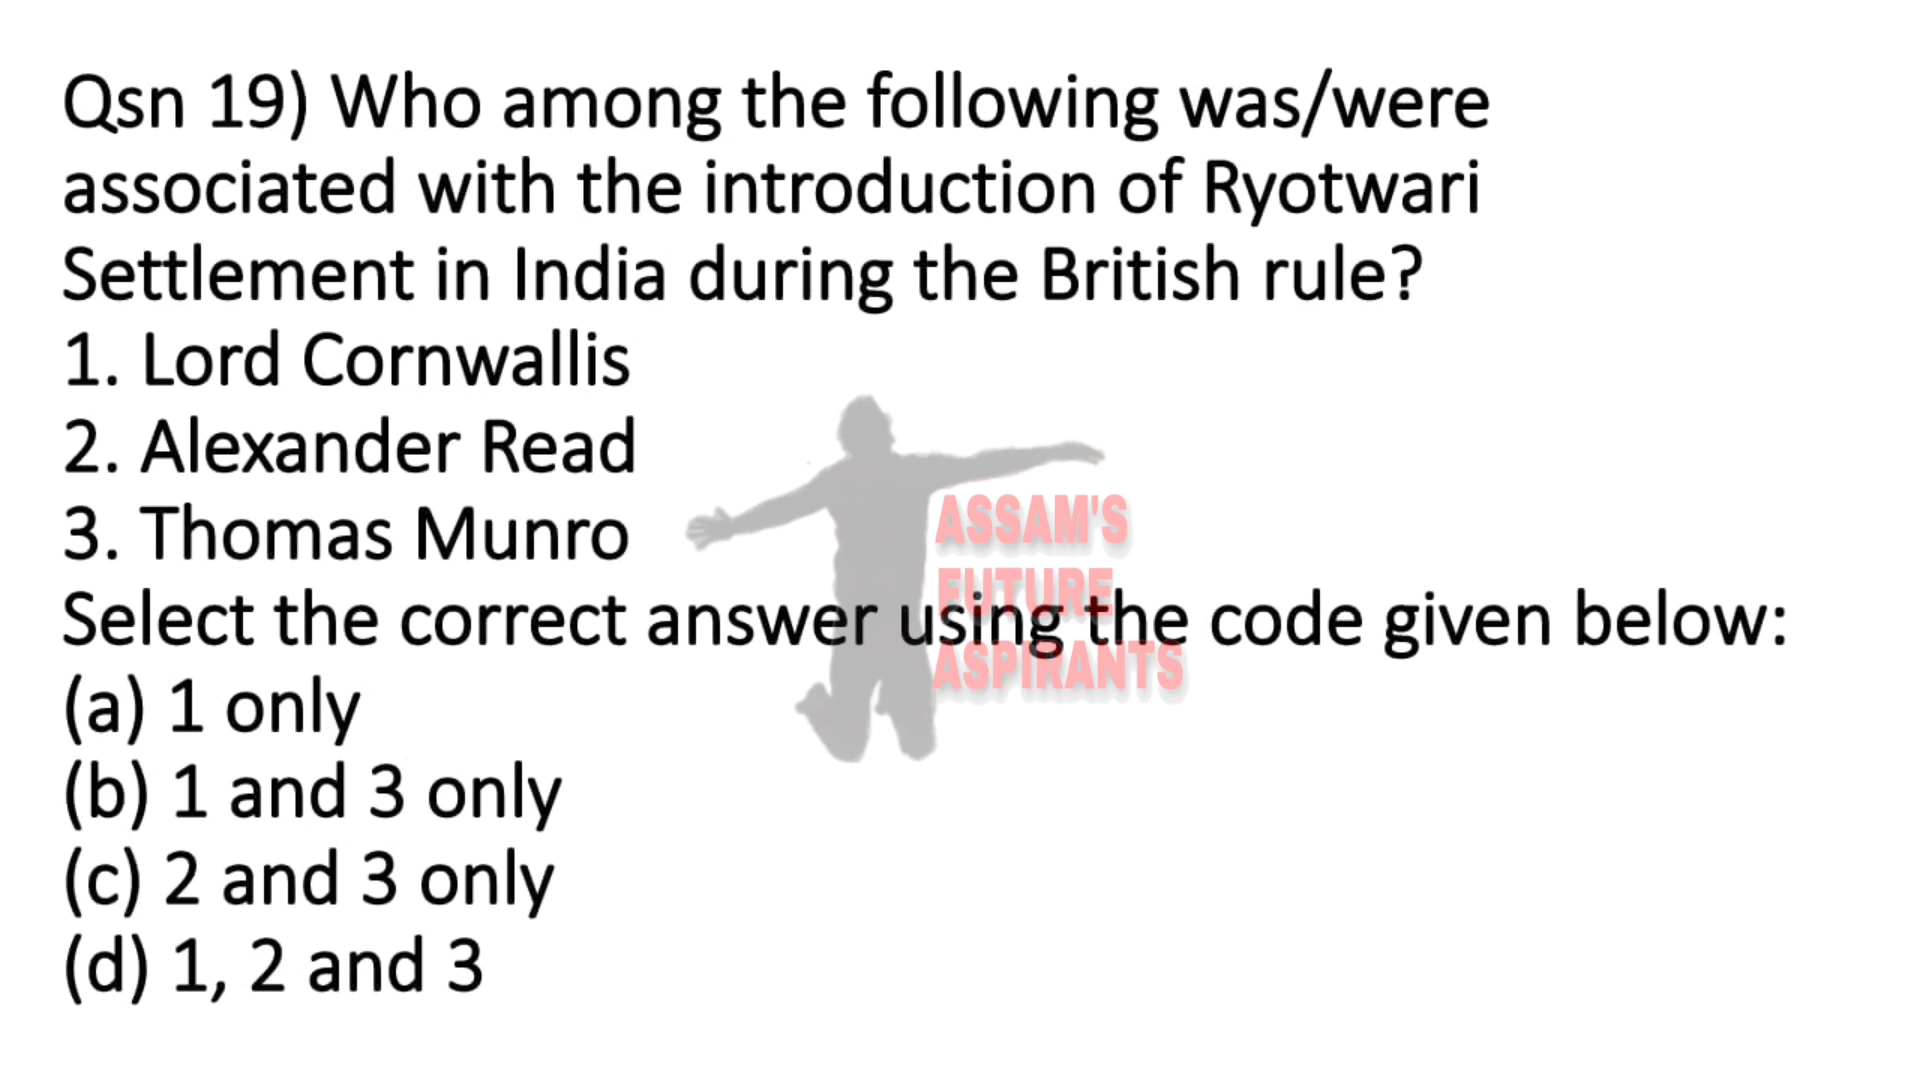 Qsn 19) Who among the following was/were
associated with the introduction of Ryotwari
Settlement in India during the British rule?
1. Lord Cornwallis
2. Alexander Read
3. Thomas Munro
ASSAM'S
FUTURE
ASPIRANTS
Select the correct answer using the code given below:
(a) 1 only
(b) 1 and 3 only
(c) 2 and 3 only
(d) 1, 2 and 3